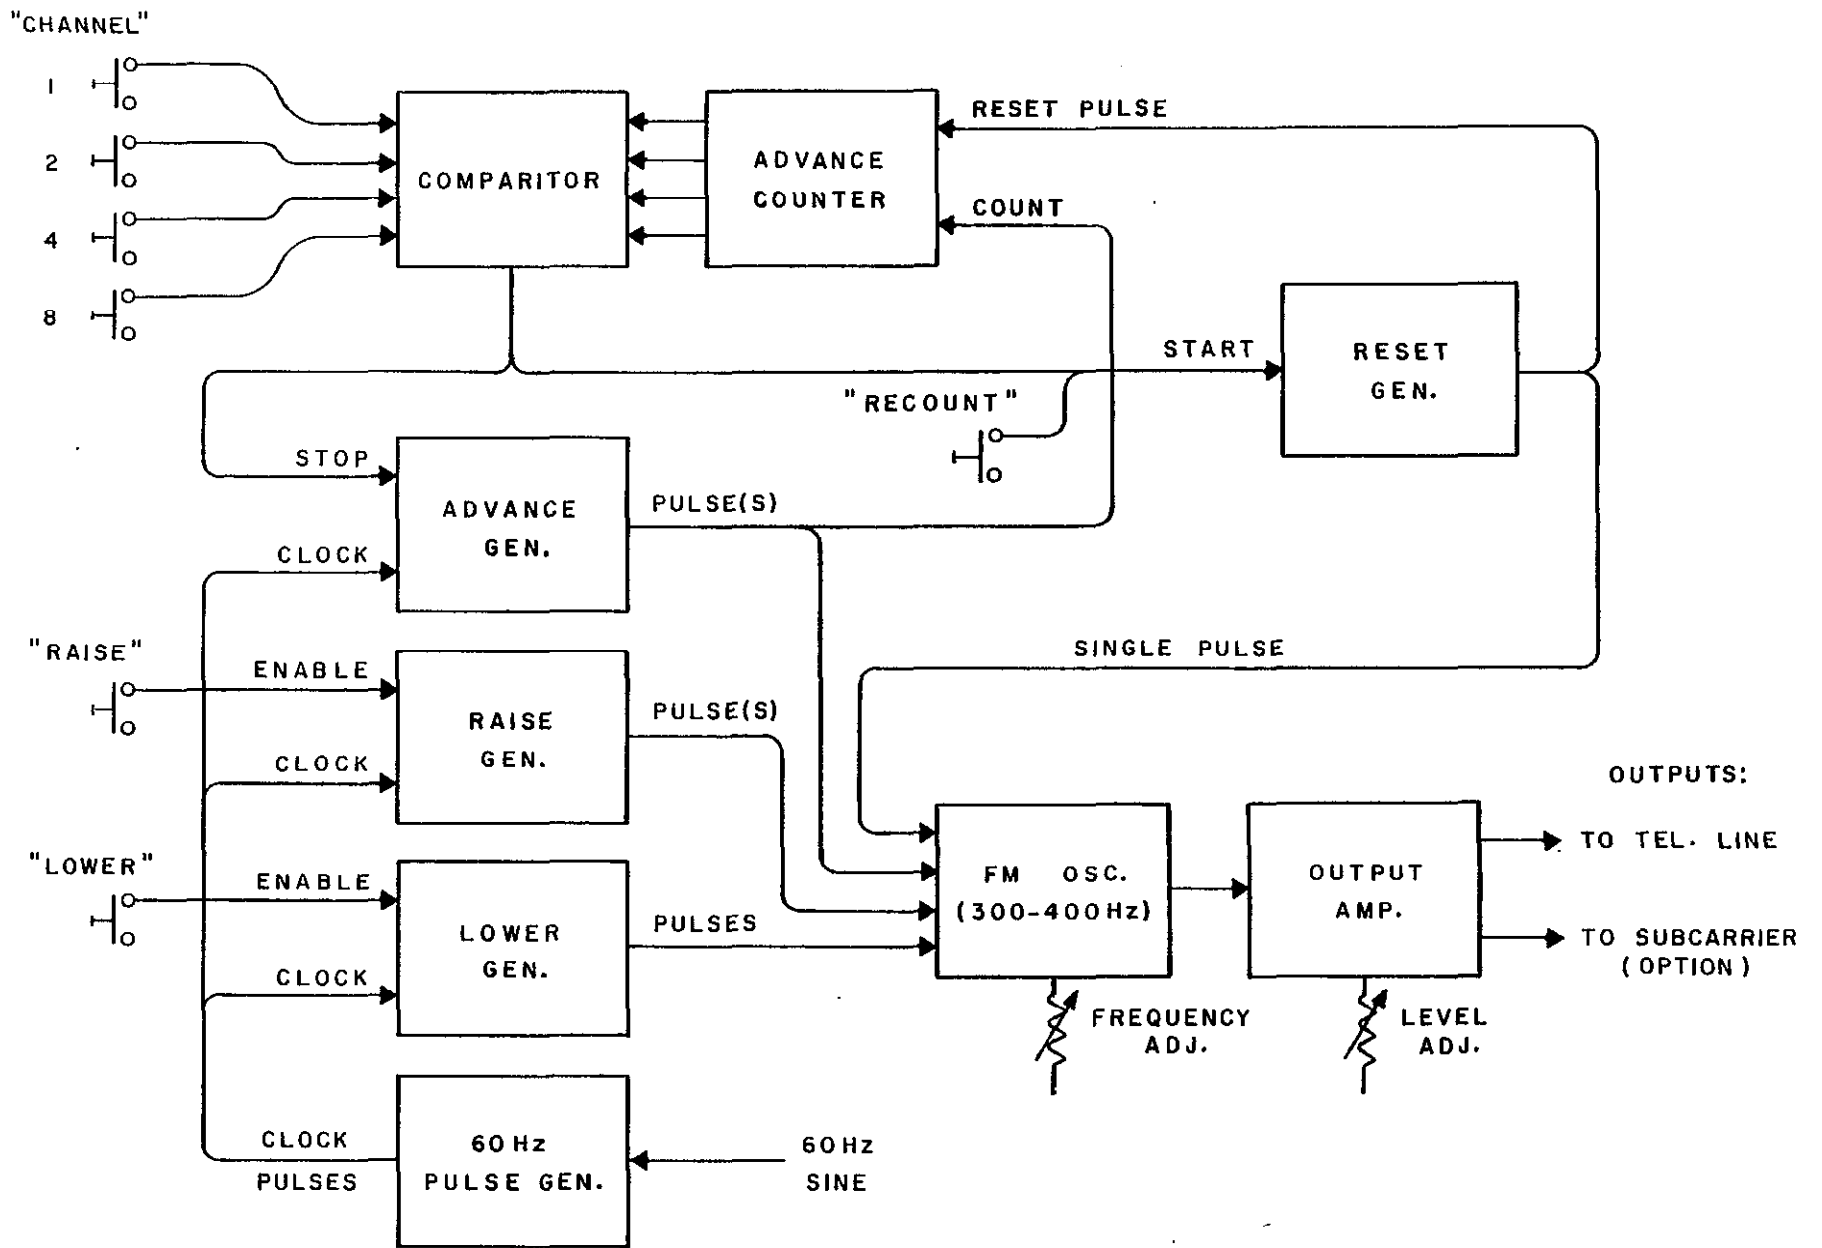 "CHANNEL"
1
2
4
8
COMPARITOR
ADVANCE
COUNTER
RESET PULSE
COUNT
START
RESET
GEN.
"RECOUNT"
STOP
CLOCK
ADVANCE
GEN.
PULSE(S)
"RAISE"
ENABLE
CLOCK
RAISE
GEN.
PULSE(S)
SINGLE PULSE
"LOWER"
ENABLE
CLOCK
LOWER
GEN.
PULSES
FM OSC.
(300-400Hz)
FREQUENCY
ADJ.
OUTPUT
AMP.
LEVEL
ADJ.
OUTPUTS:
TO TEL. LINE
TO SUBCARRIER
(OPTION)
CLOCK
PULSES
60Hz
PULSE GEN.
60Hz
SINE